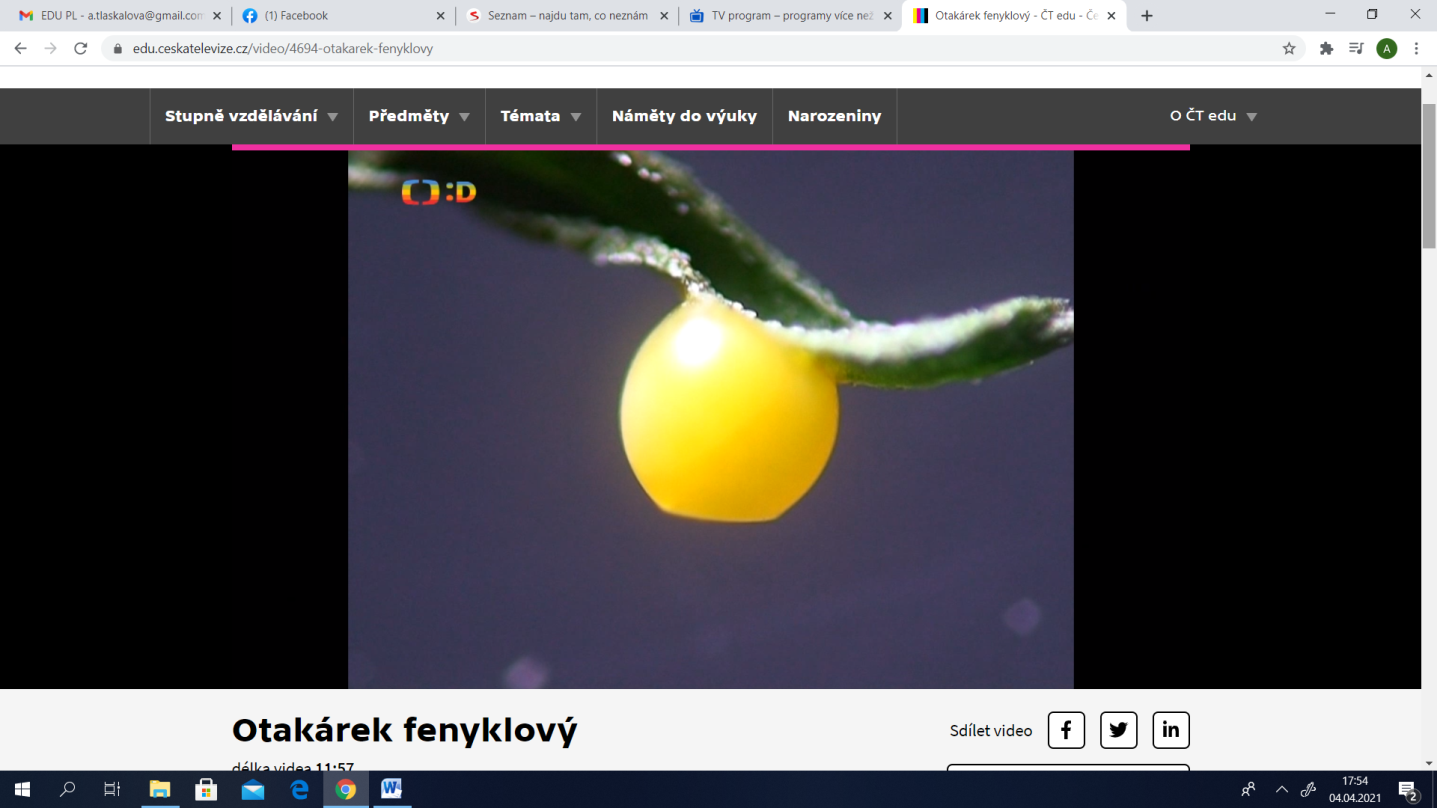 EDU PL - a.tlaskalova@gmail.com
(1) Facebook
Seznam – najdu tam, co neznám
TV program – programy více než
Otakárek fenyklový - ČT edu - Če
edu.ceskatelevize.cz/video/4694-otakarek-fenyklovy
A
Stupně vzdělávání
Předměty
Témata
Náměty do výuky
Narozeniny
O ČT edu
:D
Otakárek fenyklový
Sdílet video
délka videa 11:57
17:54
04.04.2021
2